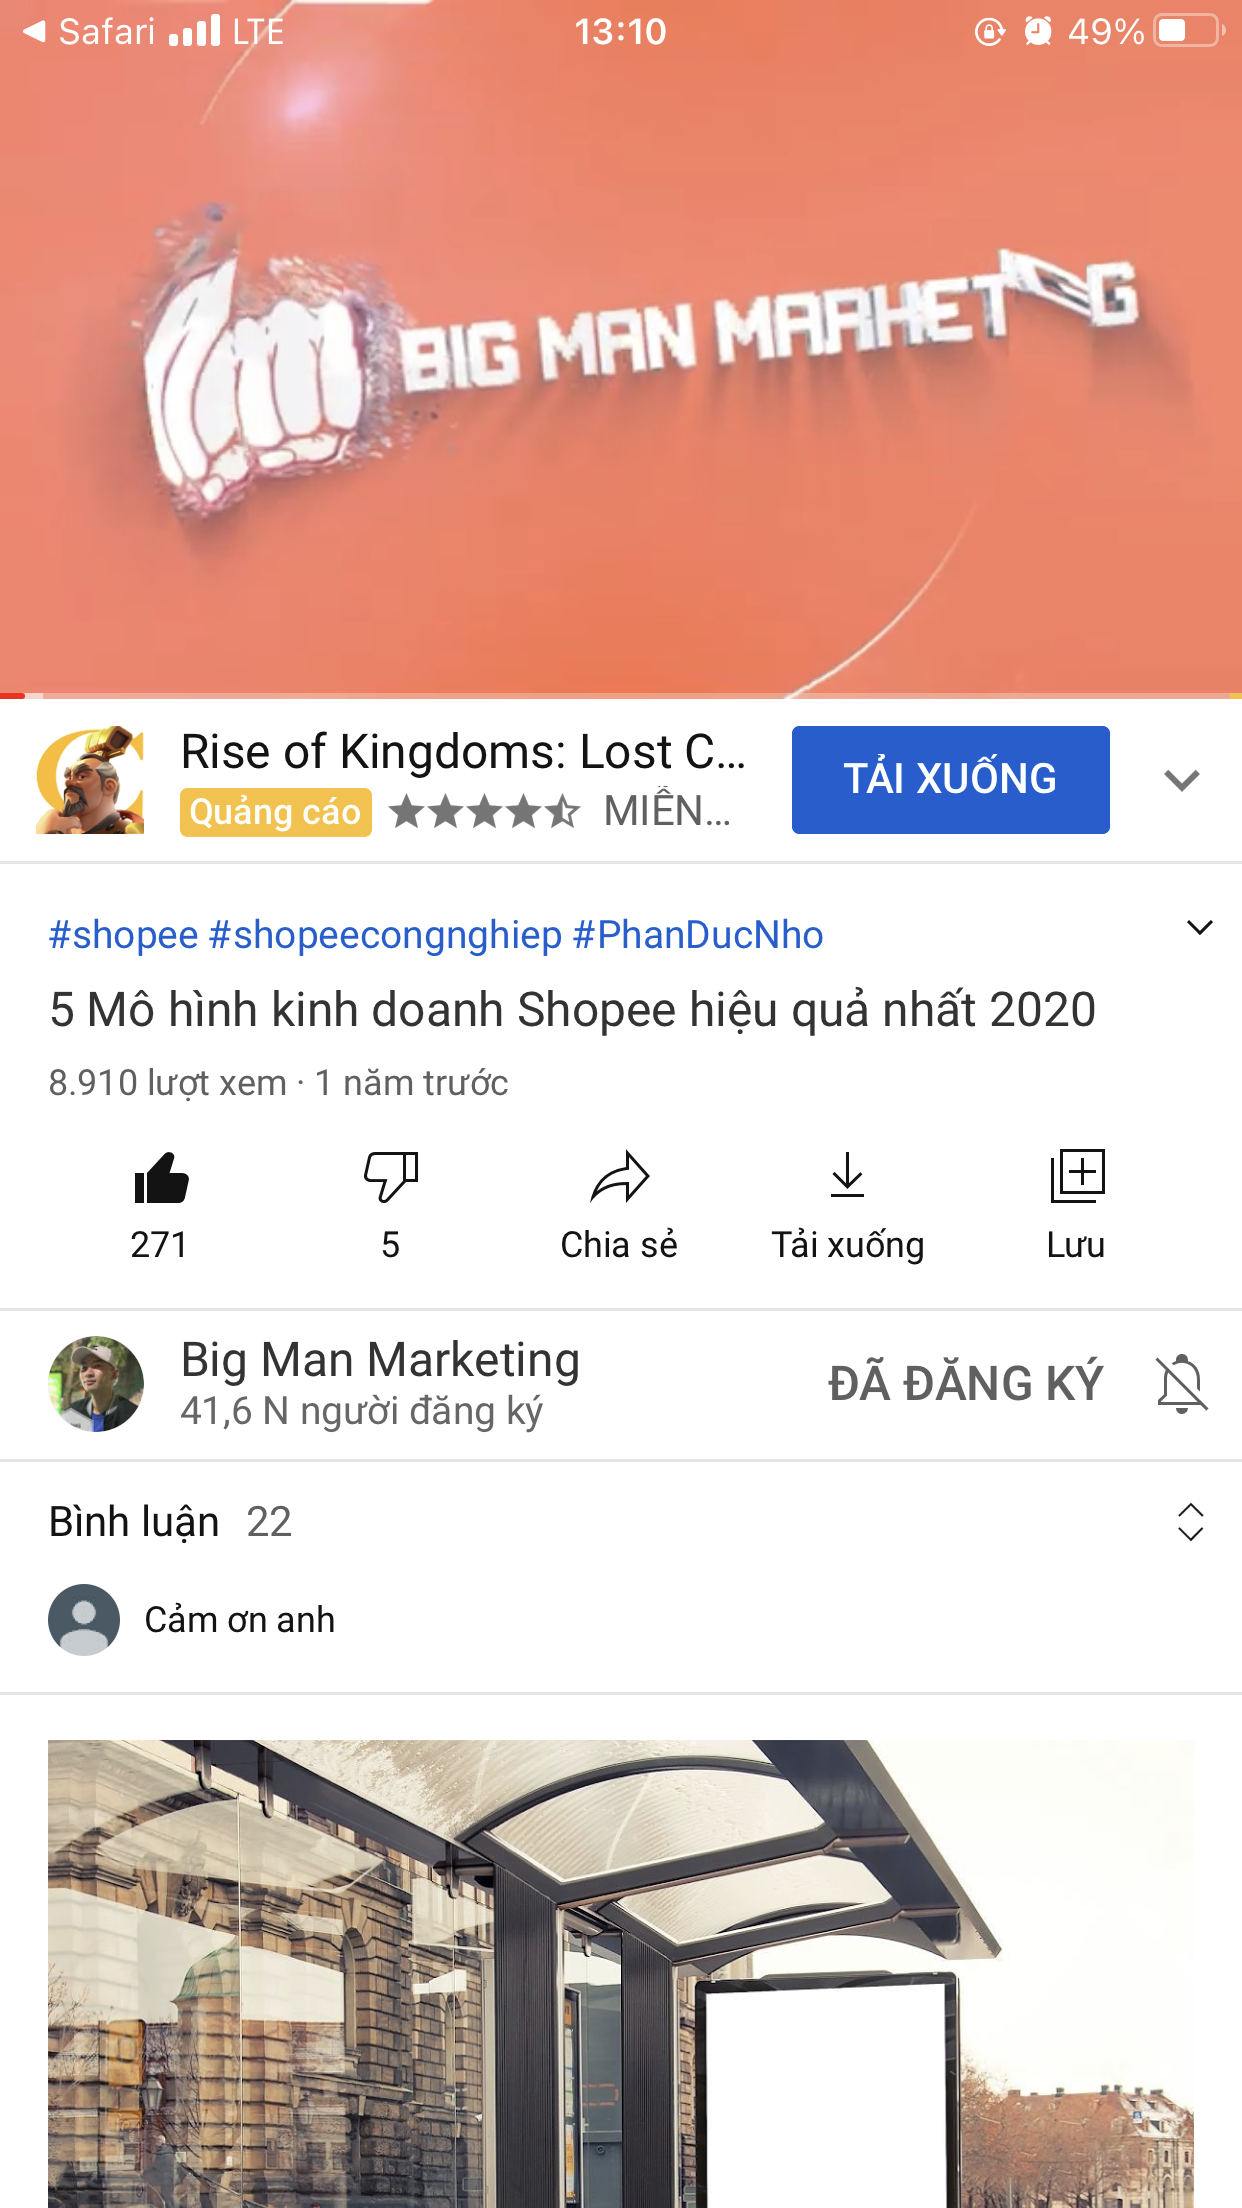 Safari LTE 13:10 49%
BIG MAN MARKETING
Rise of Kingdoms: Lost C...
TẢI XUỐNG
Quảng cáo MIỄN...
#shopee #shopeecongnghiep #PhanDucNho
5 Mô hình kinh doanh Shopee hiệu quả nhất 2020
8.910 lượt xem · 1 năm trước
271 5 Chia sẻ Tải xuống Lưu
Big Man Marketing
41,6 N người đăng ký
ĐÃ ĐĂNG KÝ
Bình luận 22
Cảm ơn anh